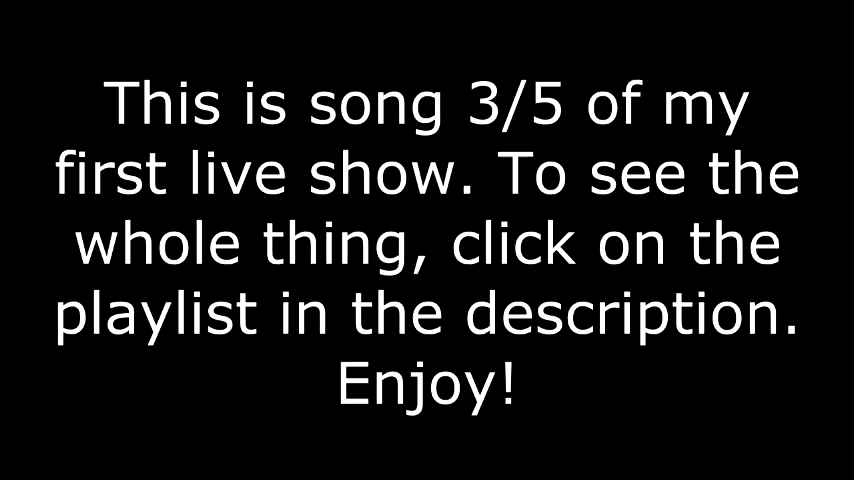 This is song 3/5 of my
first live show. To see the
whole thing, click on the
playlist in the description.
Enjoy!